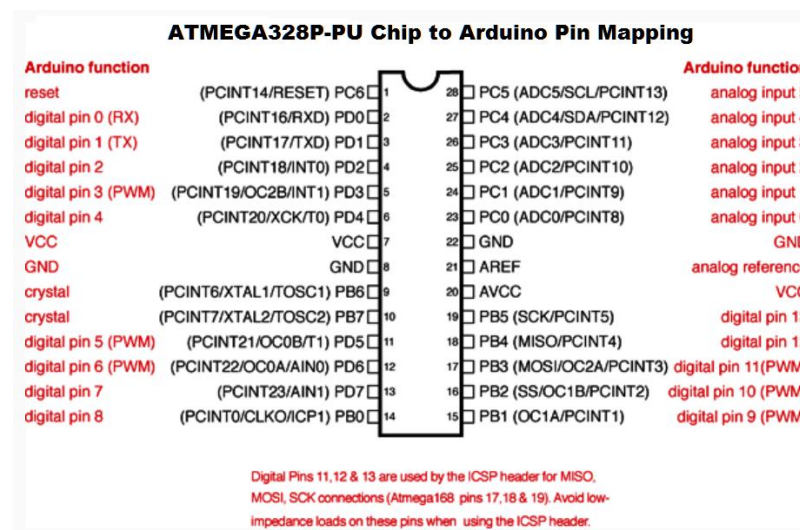 ATMEGA328P-PU Chip to Arduino Pin Mapping
Arduino function Arduino function
reset (PCINT14/RESET) PC6 1 28 PC5 (ADC5/SCL/PCINT13) analog input
digital pin 0 (RX) (PCINT16/RXD) PD0 2 27 PC4 (ADC4/SDA/PCINT12) analog input
digital pin 1 (TX) (PCINT17/TXD) PD1 3 26 PC3 (ADC3/PCINT11) analog input
digital pin 2 (PCINT18/INT0) PD2 4 25 PC2 (ADC2/PCINT10) analog input
digital pin 3 (PWM) (PCINT19/OC2B/INT1) PD3 5 24 PC1 (ADC1/PCINT9) analog input
digital pin 4 (PCINT20/XCK/T0) PD4 6 23 PC0 (ADC0/PCINT8) analog input
VCC VCC 7 22 GND GND
GND GND 8 21 AREF analog reference
crystal (PCINT6/XTAL1/TOSC1) PB6 9 20 AVCC VCC
crystal (PCINT7/XTAL2/TOSC2) PB7 10 19 PB5 (SCK/PCINT5) digital pin 1
digital pin 5 (PWM) (PCINT21/OC0B/T1) PD5 11 18 PB4 (MISO/PCINT4) digital pin 1
digital pin 6 (PWM) (PCINT22/OC0A/AIN0) PD6 12 17 PB3 (MOSI/OC2A/PCINT3) digital pin 11(PWM
digital pin 7 (PCINT23/AIN1) PD7 13 16 PB2 (SS/OC1B/PCINT2) digital pin 10 (PWM
digital pin 8 (PCINT0/CLKO/ICP1) PB0 14 15 PB1 (OC1A/PCINT1) digital pin 9 (PWM
Digital Pins 11,12 & 13 are used by the ICSP header for MISO,
MOSI, SCK connections (Atmega168 pins 17,18 & 19). Avoid low-
impedance loads on these pins when using the ICSP header.